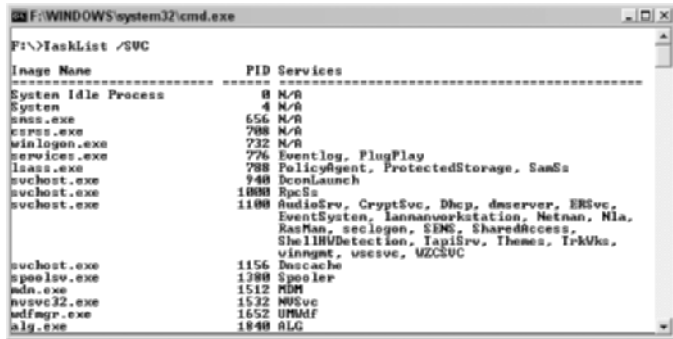 F:\WINDOWS\system32\cmd.exe
F:\>TaskList /SVC
Image Name                   PID Services
========================= ====== =============================================
System Idle Process            0 N/A
System                         4 N/A
smss.exe                     656 N/A
csrss.exe                    708 N/A
winlogon.exe                 732 N/A
services.exe                 776 Eventlog, PlugPlay
lsass.exe                    788 PolicyAgent, ProtectedStorage, SamSs
svchost.exe                  940 DcomLaunch
svchost.exe                 1000 RpcSs
svchost.exe                 1100 AudioSrv, CryptSvc, Dhcp, dmserver, ERSvc,
EventSystem, lanmanworkstation, Netman, Nla,
RasMan, seclogon, SENS, SharedAccess,
ShellHWDetection, TapiSrv, Themes, TrkWks,
winmgmt, wscsvc, WZCSVC
svchost.exe                 1156 Dnscache
spoolsv.exe                 1380 Spooler
mdm.exe                     1512 MDM
nvsvc32.exe                 1532 NVSvc
wdfmgr.exe                  1652 UMWdf
alg.exe                     1840 ALG